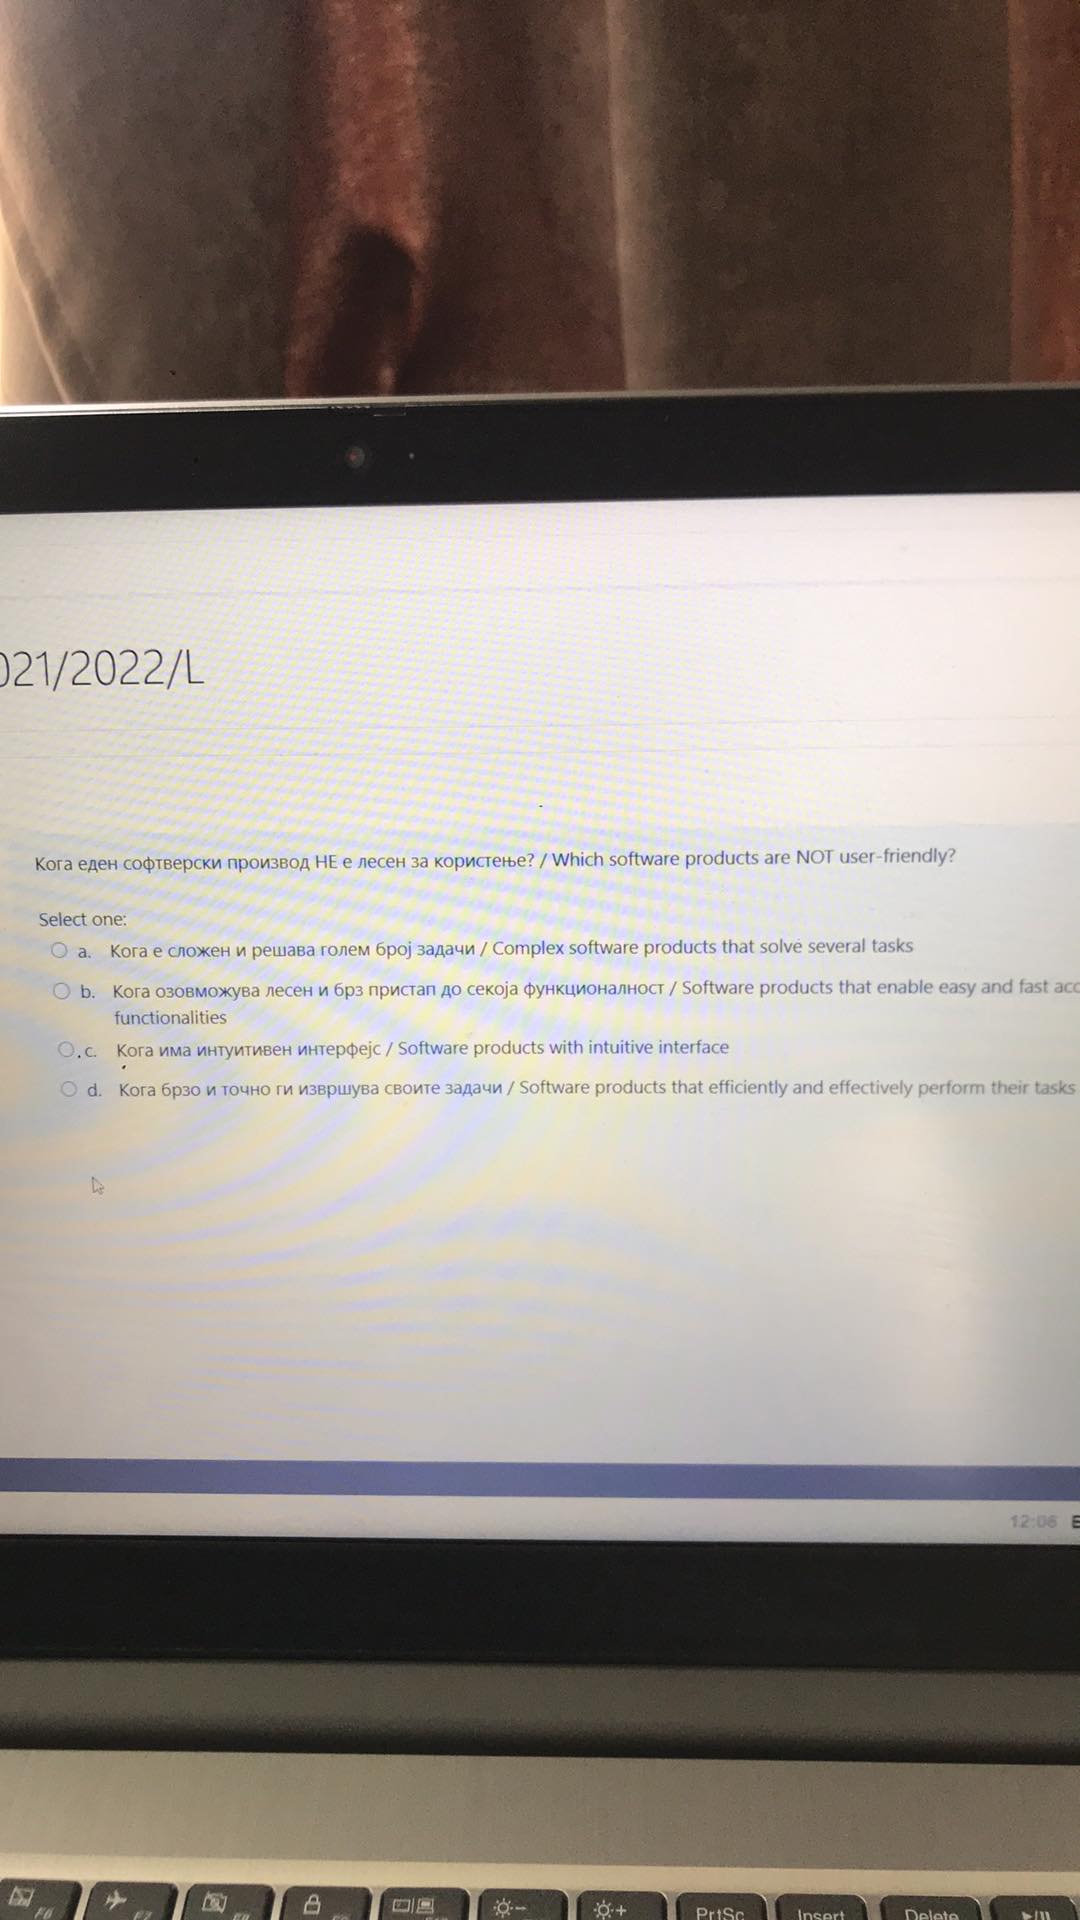 021/2022/L
Кога еден софтверски производ НЕ е лесен за користење? / Which software products are NOT user-friendly?
Select one:
a. Кога е сложен и решава голем број задачи / Complex software products that solve several tasks
b. Кога озовможува лесен и брз пристап до секоја функционалност / Software products that enable easy and fast acc
functionalities
c. Кога има интуитивен интерфејс / Software products with intuitive interface
d. Кога брзо и точно ги извршува своите задачи / Software products that efficiently and effectively perform their tasks
12:06 E
F6 F7 PrtSc Insert Delete